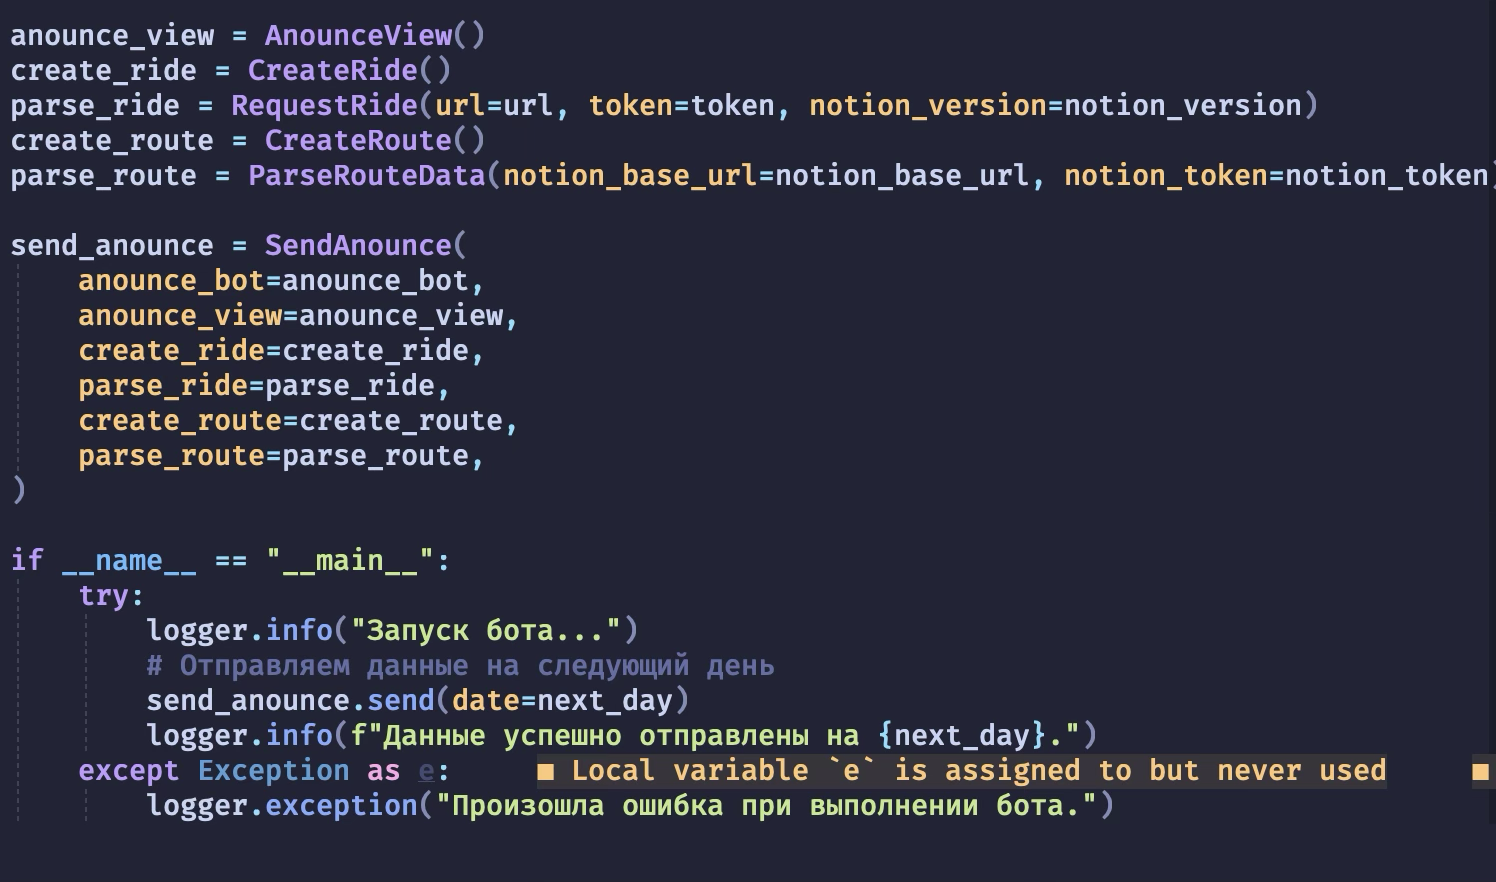 anounce_view = AnounceView()
create_ride = CreateRide()
parse_ride = RequestRide(url=url, token=token, notion_version=notion_version)
create_route = CreateRoute()
parse_route = ParseRouteData(notion_base_url=notion_base_url, notion_token=notion_token)
send_anounce = SendAnounce(
    anounce_bot=anounce_bot,
    anounce_view=anounce_view,
    create_ride=create_ride,
    parse_ride=parse_ride,
    create_route=create_route,
    parse_route=parse_route,
)
if __name__ == "__main__":
    try:
        logger.info("Запуск бота...")
        # Отправляем данные на следующий день
        send_anounce.send(date=next_day)
        logger.info(f"Данные успешно отправлены на {next_day}.")
    except Exception as e:     ■ Local variable `e` is assigned to but never used     ■
        logger.exception("Произошла ошибка при выполнении бота.")